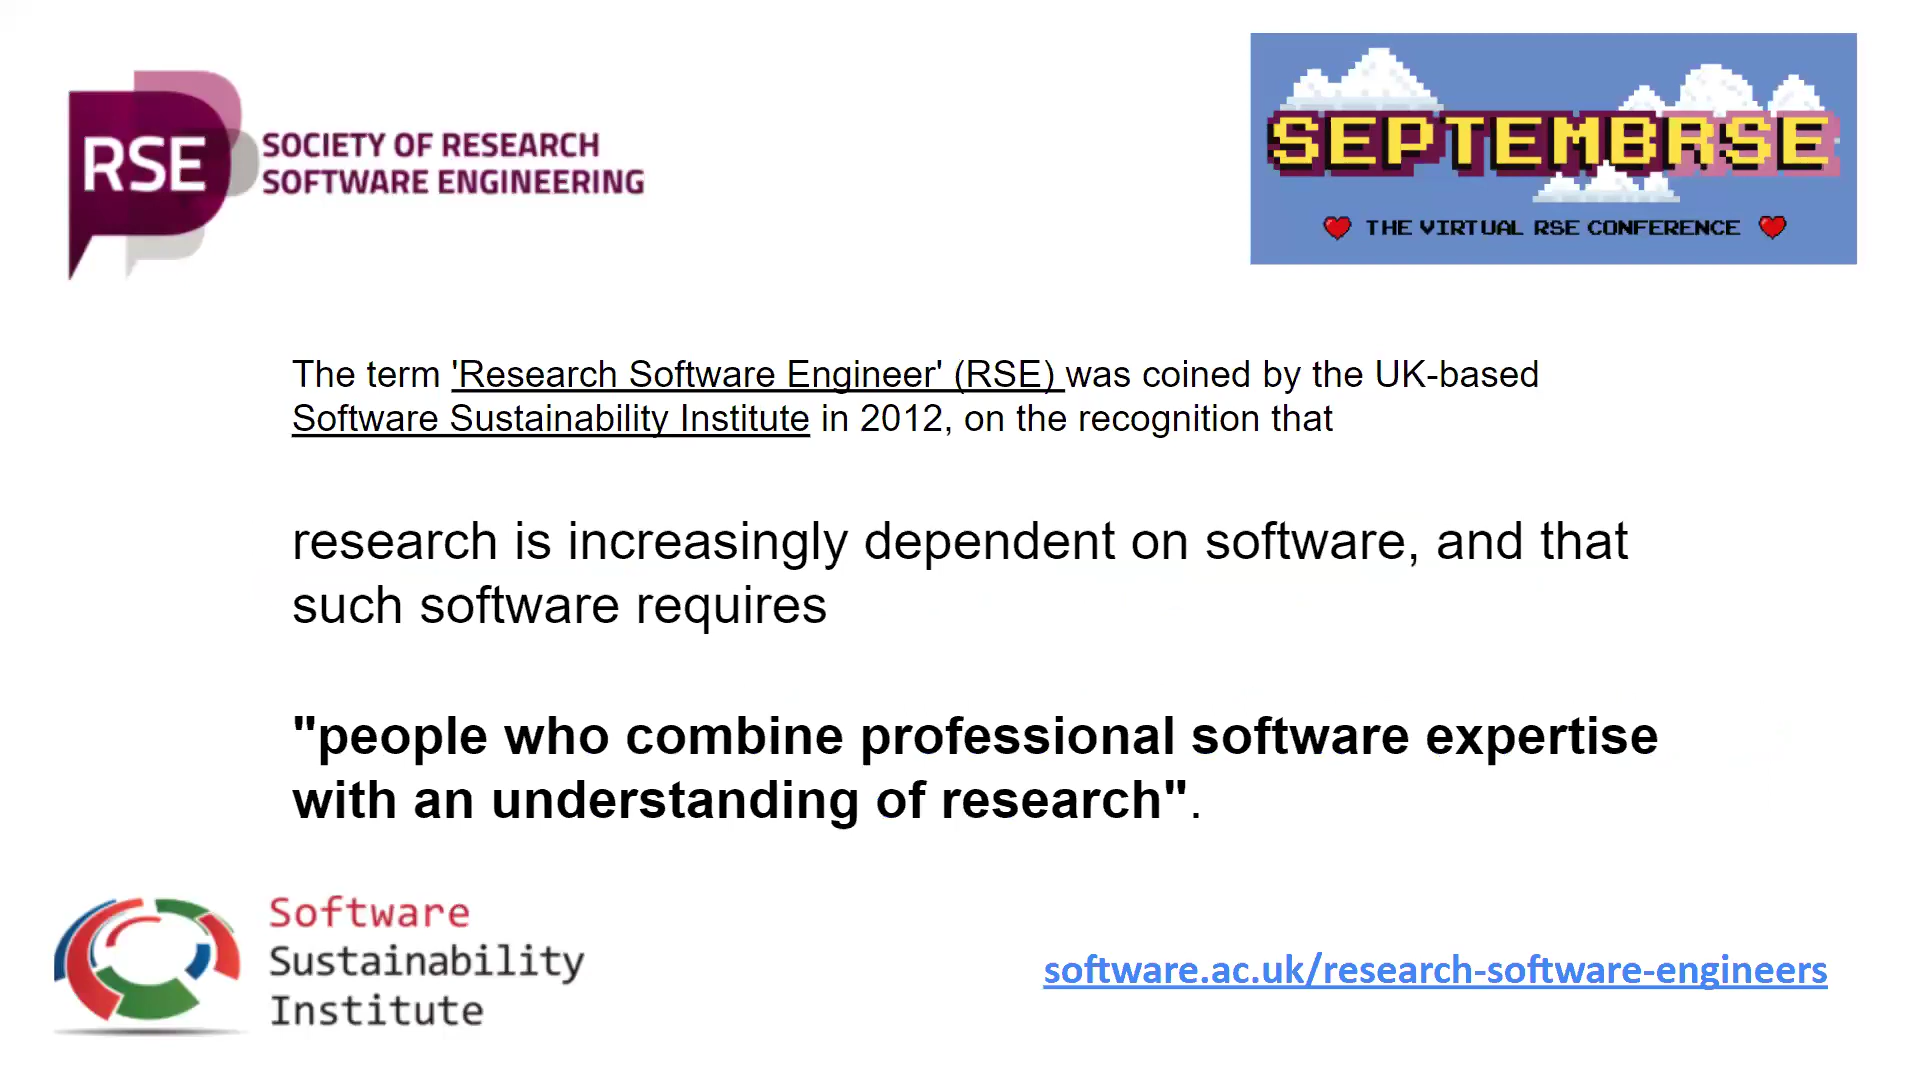 RSE
SOCIETY OF RESEARCH
SOFTWARE ENGINEERING
SEPTEMBRSE
THE VIRTUAL RSE CONFERENCE
The term 'Research Software Engineer' (RSE) was coined by the UK-based
Software Sustainability Institute in 2012, on the recognition that
research is increasingly dependent on software, and that
such software requires
"people who combine professional software expertise
with an understanding of research".
Software
Sustainability
Institute
software.ac.uk/research-software-engineers